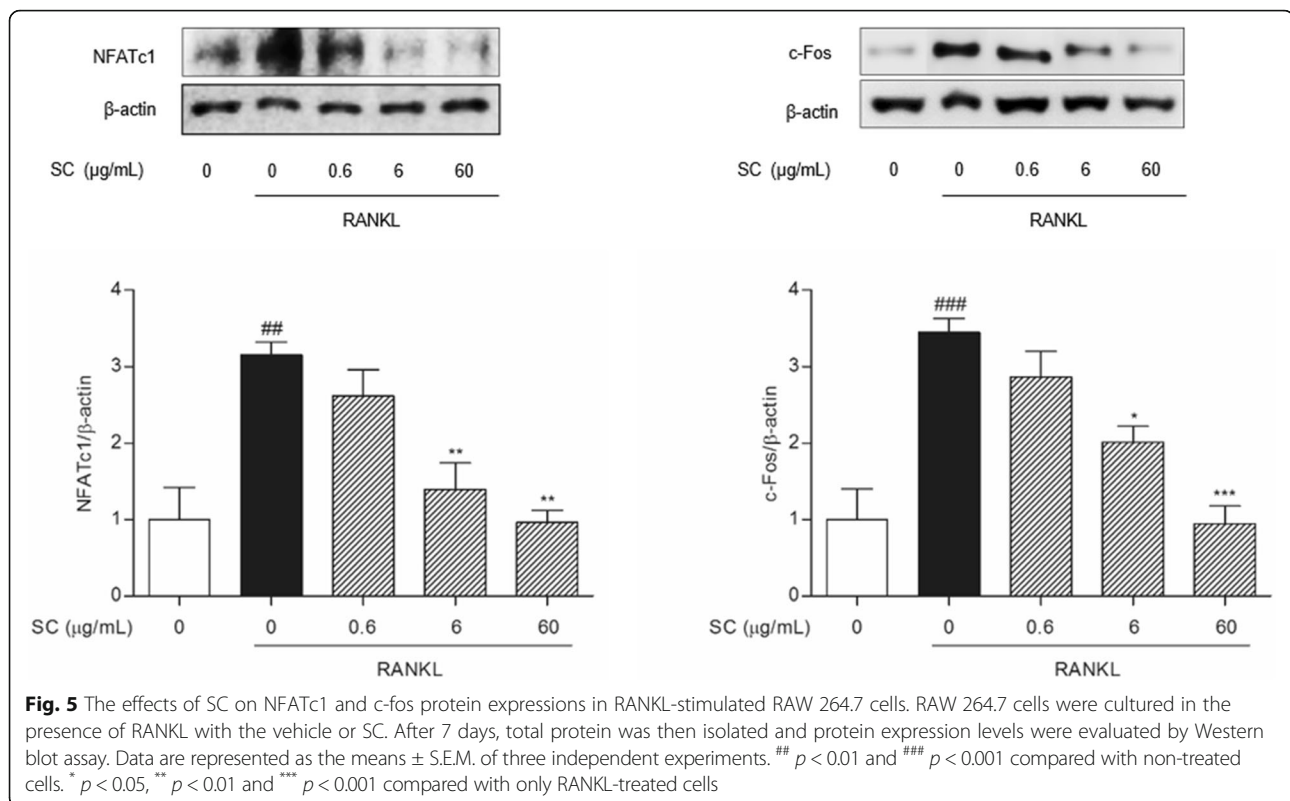 NFATc1
β-actin
SC (µg/mL) 0 0 0.6 6 60
RANKL
c-Fos
β-actin
SC (µg/mL) 0 0 0.6 6 60
RANKL
NFATc1/β-actin
4
3
2
1
0
##
**
**
SC (µg/mL) 0 0 0.6 6 60
RANKL
c-Fos/β-actin
4
3
2
1
0
###
*
***
SC (µg/mL) 0 0 0.6 6 60
RANKL
Fig. 5 The effects of SC on NFATc1 and c-fos protein expressions in RANKL-stimulated RAW 264.7 cells. RAW 264.7 cells were cultured in the
presence of RANKL with the vehicle or SC. After 7 days, total protein was then isolated and protein expression levels were evaluated by Western
blot assay. Data are represented as the means ± S.E.M. of three independent experiments. ## p < 0.01 and ### p < 0.001 compared with non-treated
cells. * p < 0.05, ** p < 0.01 and *** p < 0.001 compared with only RANKL-treated cells